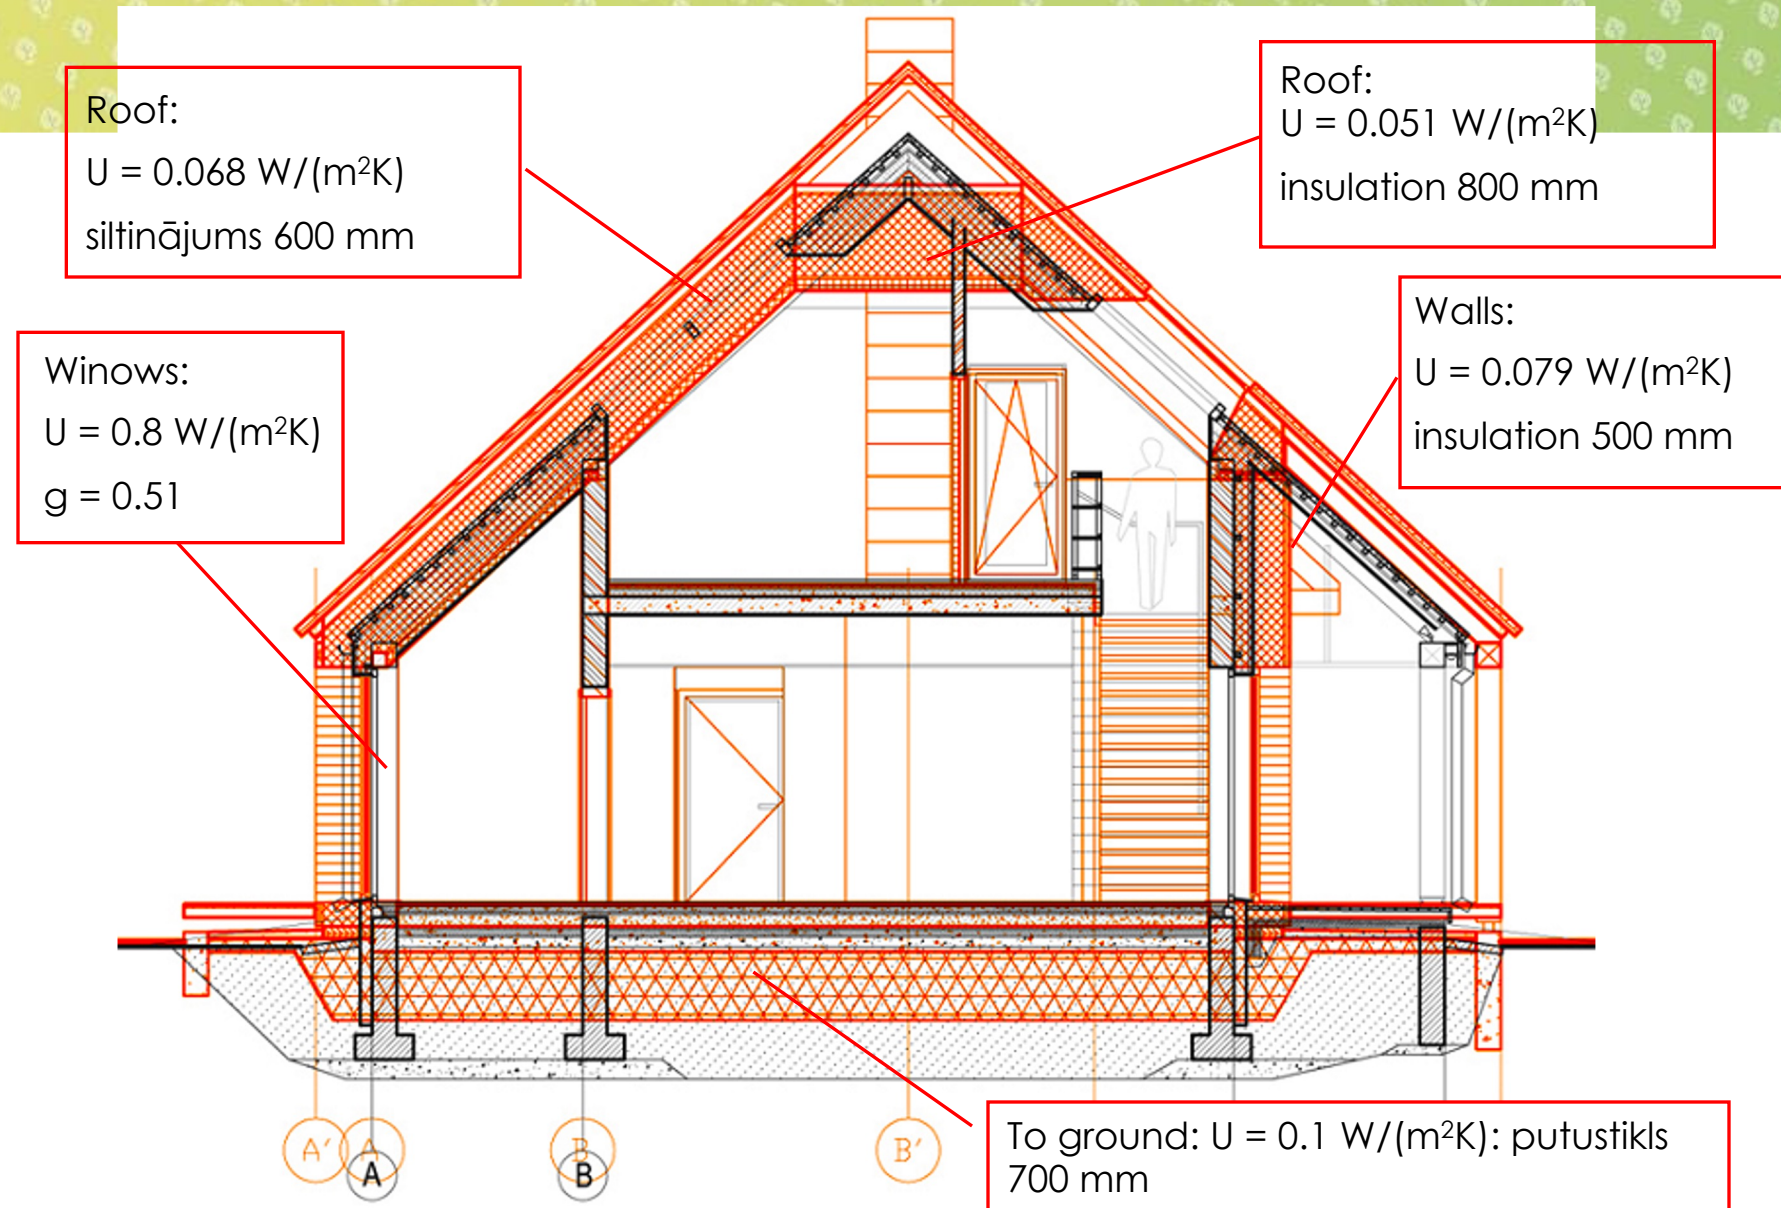 Roof:
U = 0.068 W/(m²K)
siltinājums 600 mm
Roof:
U = 0.051 W/(m²K)
insulation 800 mm
Walls:
U = 0.079 W/(m²K)
insulation 500 mm
Winows:
U = 0.8 W/(m²K)
g = 0.51
To ground: U = 0.1 W/(m²K): putustikls
700 mm
A' A B B'
A B